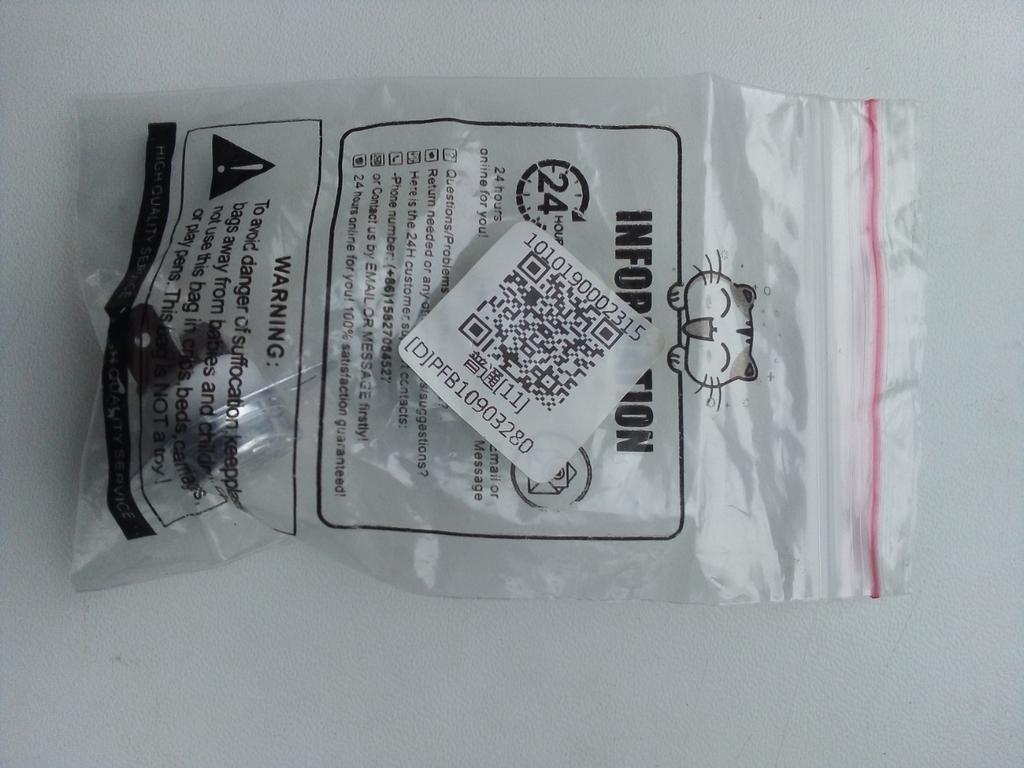 INFOR TION
24 HOUR
24 hours
online for you!
Email or
Message
Questions/Problems
Return needed or any s/suggestions?
Here is the 24H customer contacts:
-Phone number: (+86)15827064527
or Contact us by EMAIL OR MESSAGE firstly!
24 hours online for you! 100% satisfaction guaranteed!
1010190002315
普通[11]
[D]PFB10903280
WARNING:
To avoid danger of suffocation keep
bags away from babies and
not use this bag in cribs, beds,
or play pens. This is NOT a toy!
HIGH QUALITY SERVICE
HIGH QUALITY SERVICE